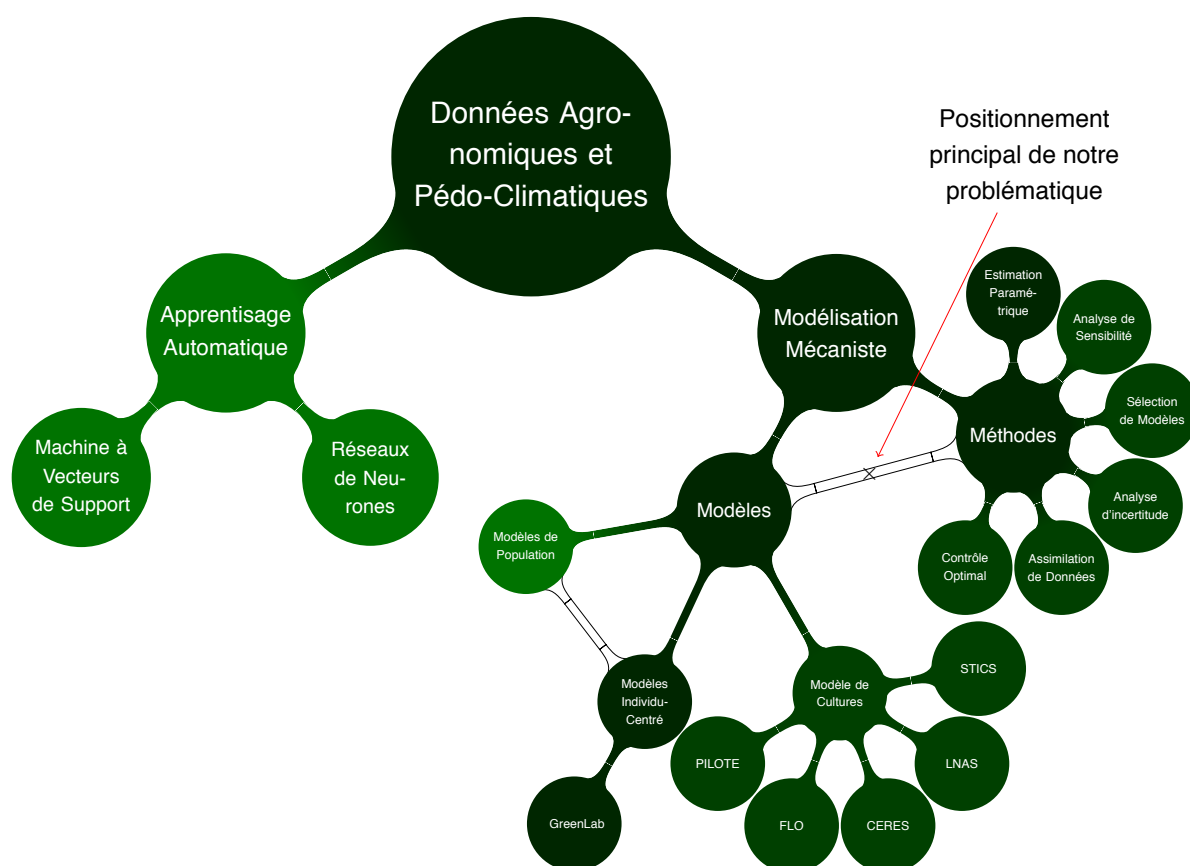 Données Agro-
nomiques et
Pédo-Climatiques
Positionnement
principal de notre
problématique
Apprentisage
Automatique
Machine à
Vecteurs
de Support
Réseaux
de Neu-
rones
Modélisation
Mécaniste
Estimation
Paramé-
trique
Analyse de
Sensibilité
Sélection
de Modèles
Méthodes
Analyse
d'incertitude
Assimilation
de Données
Contrôle
Optimal
Modèles
Modèles de
Population
Modèles
Individu-
Centré
GreenLab
Modèle de
Cultures
STICS
LNAS
CERES
FLO
PILOTE